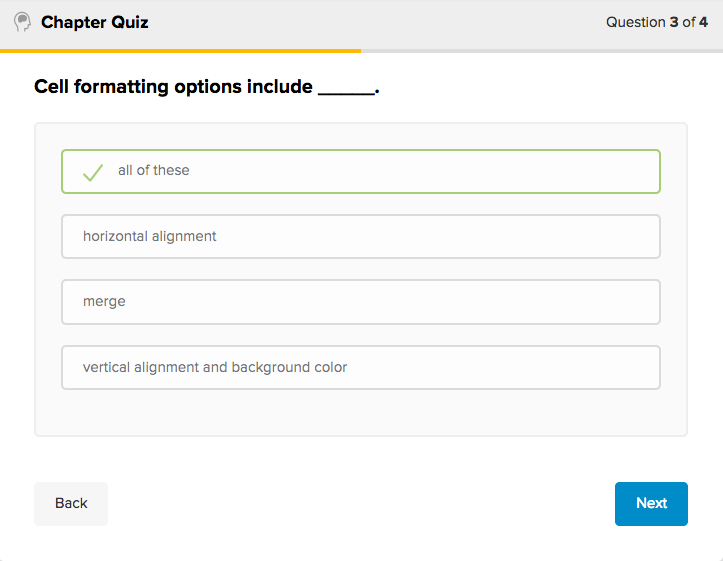 Chapter Quiz
Question 3 of 4
Cell formatting options include ______.
all of these
horizontal alignment
merge
vertical alignment and background color
Back
Next